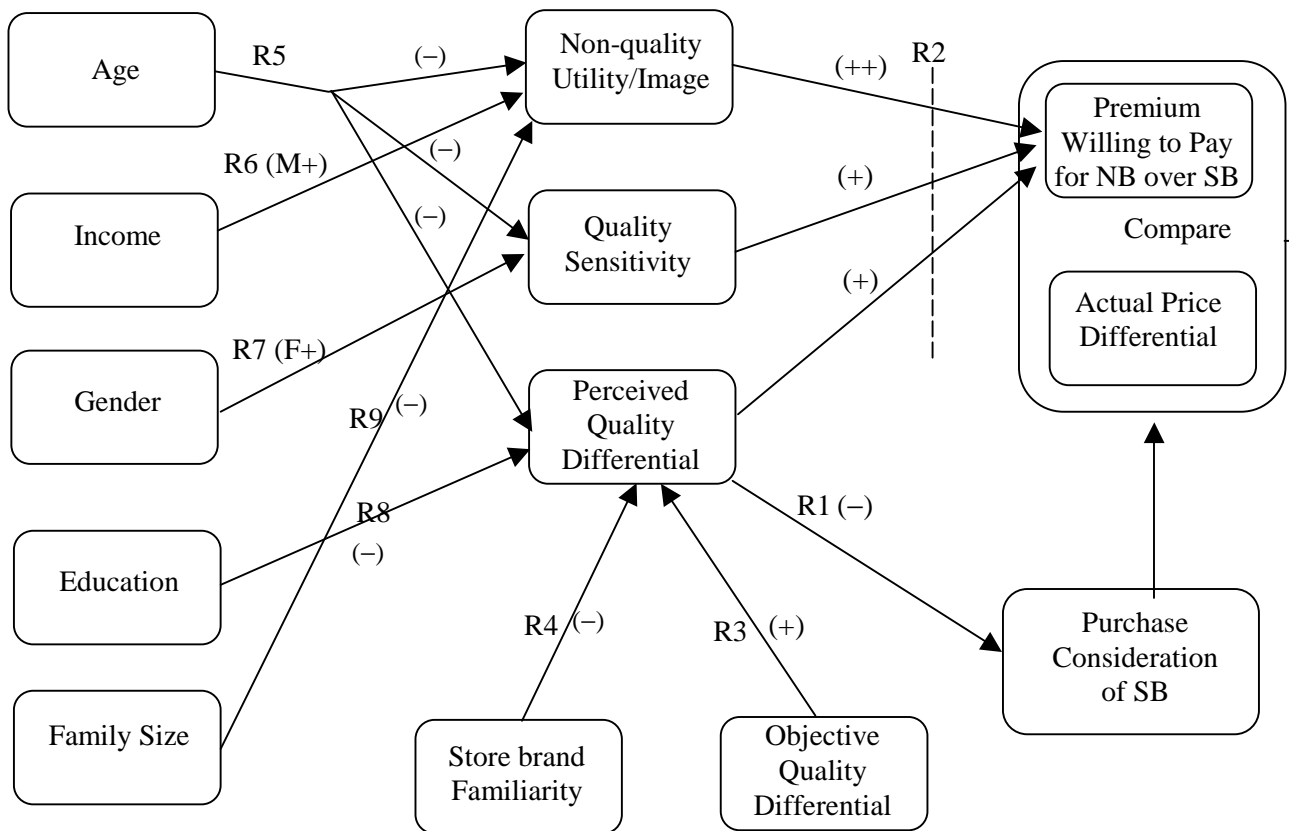 Age
R5
(−)
Non-quality
Utility/Image
(++)
R2
Premium
Willing to Pay
for NB over SB
Compare
Actual Price
Differential
R6 (M+)
(−)
(−)
Income
Quality
Sensitivity
(+)
(+)
R7 (F+)
Gender
R9
(−)
Perceived
Quality
Differential
R8
(−)
R1 (−)
Education
R4
(−)
R3
(+)
Purchase
Consideration
of SB
Family Size
Store brand
Familiarity
Objective
Quality
Differential